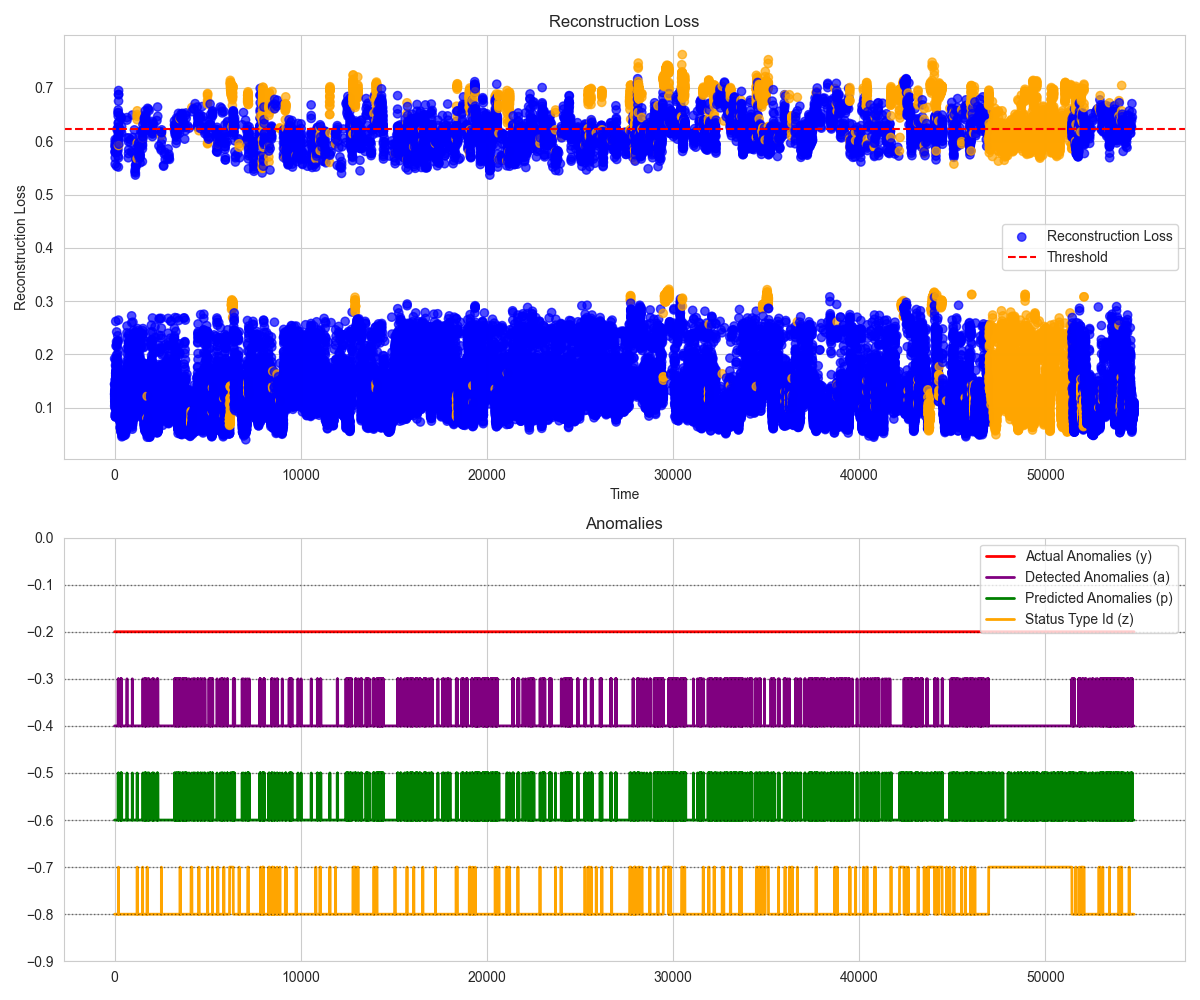 Reconstruction Loss
Reconstruction Loss
0.7
0.6
0.5
0.4
0.3
0.2
0.1
Reconstruction Loss
Threshold
0
10000
20000
30000
40000
50000
Time
Anomalies
0.0
−0.1
−0.2
−0.3
−0.4
−0.5
−0.6
−0.7
−0.8
−0.9
Actual Anomalies (y)
Detected Anomalies (a)
Predicted Anomalies (p)
Status Type Id (z)
0
10000
20000
30000
40000
50000